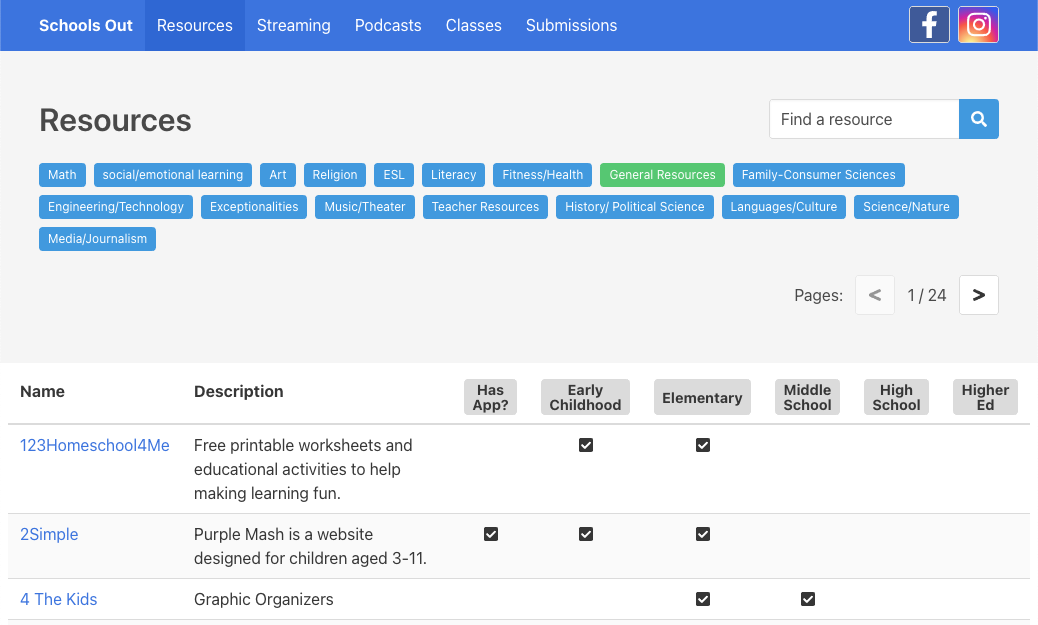 Schools Out Resources Streaming Podcasts Classes Submissions
Resources
Find a resource
Math social/emotional learning Art Religion ESL Literacy Fitness/Health General Resources Family-Consumer Sciences
Engineering/Technology Exceptionalities Music/Theater Teacher Resources History/ Political Science Languages/Culture Science/Nature
Media/Journalism
Pages: < 1 / 24 >
Name Description Has App? Early Childhood Elementary Middle School High School Higher Ed
123Homeschool4Me Free printable worksheets and
educational activities to help
making learning fun.
2Simple Purple Mash is a website
designed for children aged 3-11.
4 The Kids Graphic Organizers